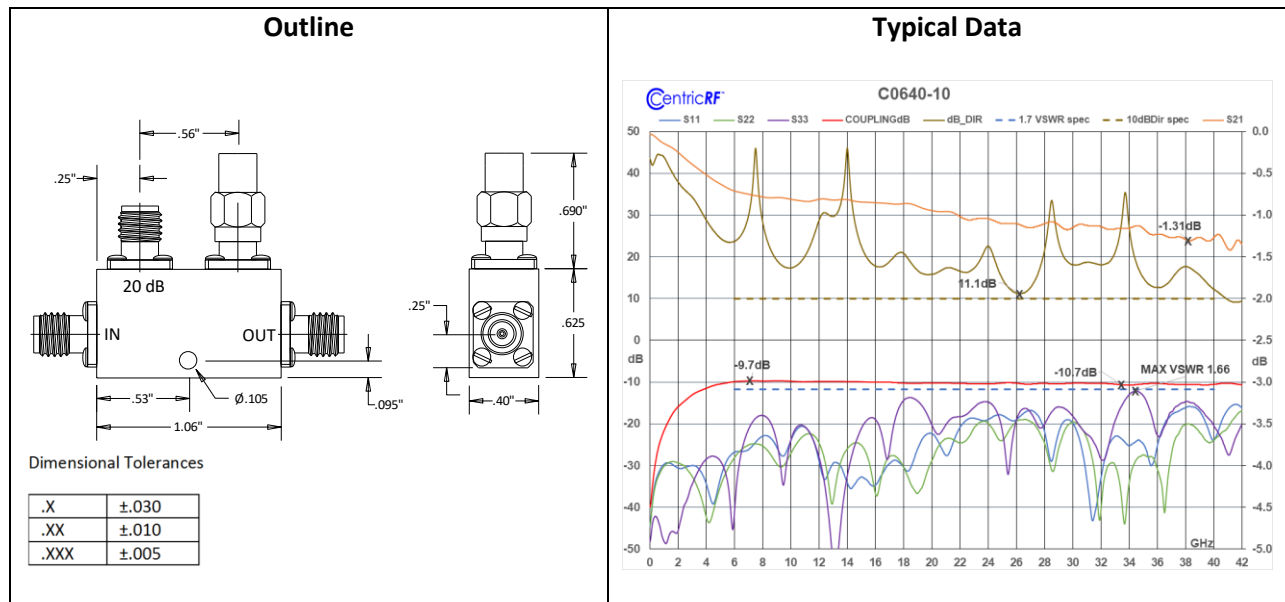 Outline
.56"
.25"
20 dB
IN
OUT
.53"
Ø.105
.095"
1.06"
.690"
.25"
.625
.40"
Dimensional Tolerances
.X ±.030
.XX ±.010
.XXX ±.005
Typical Data
CentricRF™
C0640-10
S11 S22 S33 COUPLINGdB dB_DIR 1.7 VSWR spec 10dBDir spec S21
50
40
30
20
10
0
dB
-10
-20
-30
-40
-50
0.0
-0.5
-1.0
-1.5
-2.0
-2.5
dB
-3.0
-3.5
-4.0
-4.5
-5.0
-1.31dB
11.1dB
-9.7dB
-10.7dB
MAX VSWR 1.66
GHz
0 2 4 6 8 10 12 14 16 18 20 22 24 26 28 30 32 34 36 38 40 42